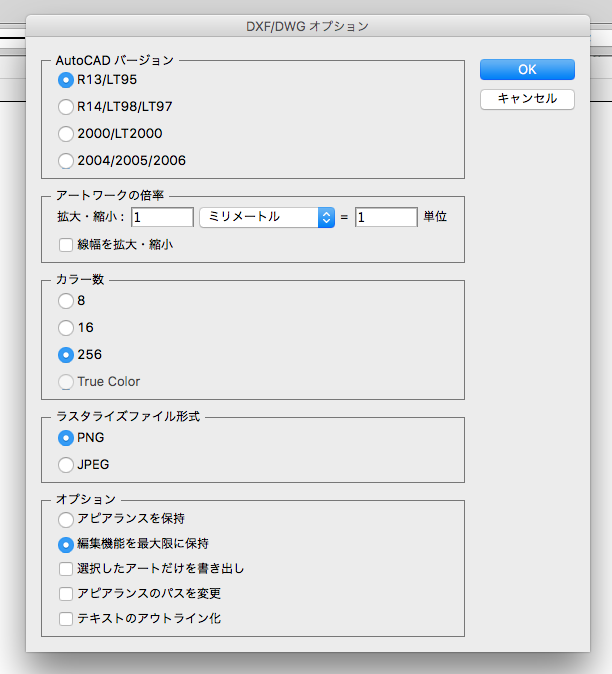 DXF/DWG オプション
AutoCAD バージョン
R13/LT95
R14/LT98/LT97
2000/LT2000
2004/2005/2006
OK
キャンセル
アートワークの倍率
拡大・縮小 : 1 ミリメートル = 1 単位
線幅を拡大・縮小
カラー数
8
16
256
True Color
ラスタライズファイル形式
PNG
JPEG
オプション
アピアランスを保持
編集機能を最大限に保持
選択したアートだけを書き出し
アピアランスのパスを変更
テキストのアウトライン化